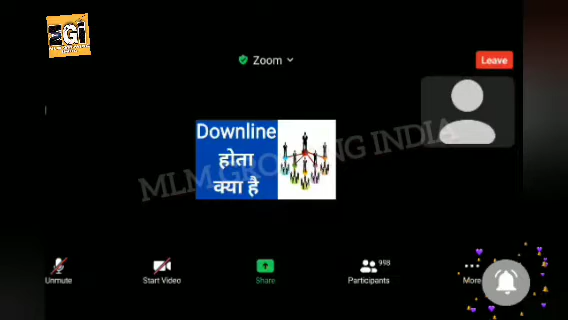 Zoom
Leave
Downline
होता
क्या है
MLM GROWING INDIA
Unmute
Start Video
Share
998
Participants
More